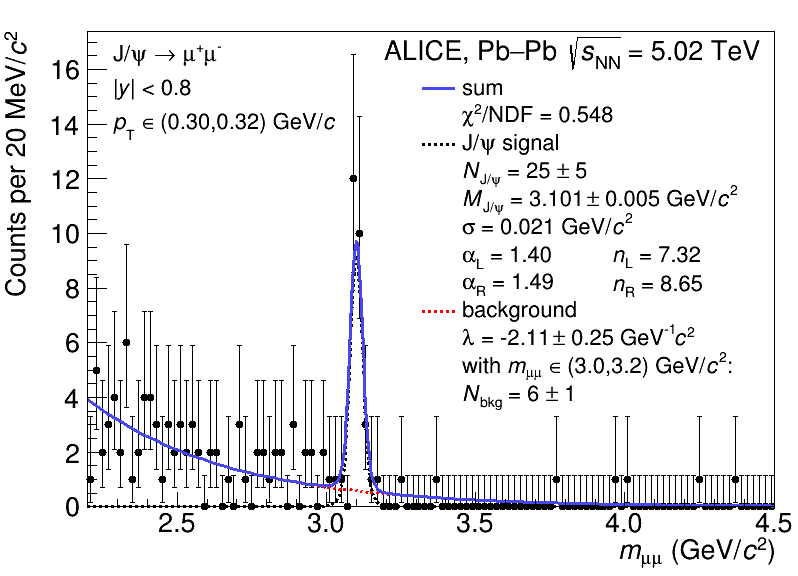 J/ψ → μ⁺μ⁻
|y| < 0.8
p_T ∈ (0.30,0.32) GeV/c
ALICE, Pb–Pb √s_NN = 5.02 TeV
sum
χ²/NDF = 0.548
J/ψ signal
N_J/ψ = 25 ± 5
M_J/ψ = 3.101 ± 0.005 GeV/c²
σ = 0.021 GeV/c²
α_L = 1.40 n_L = 7.32
α_R = 1.49 n_R = 8.65
background
λ = -2.11 ± 0.25 GeV⁻¹c²
with m_μμ ∈ (3.0,3.2) GeV/c²:
N_bkg = 6 ± 1
Counts per 20 MeV/c²
16
14
12
10
8
6
4
2
0
2.5 3.0 3.5 4.0 4.5
m_μμ (GeV/c²)